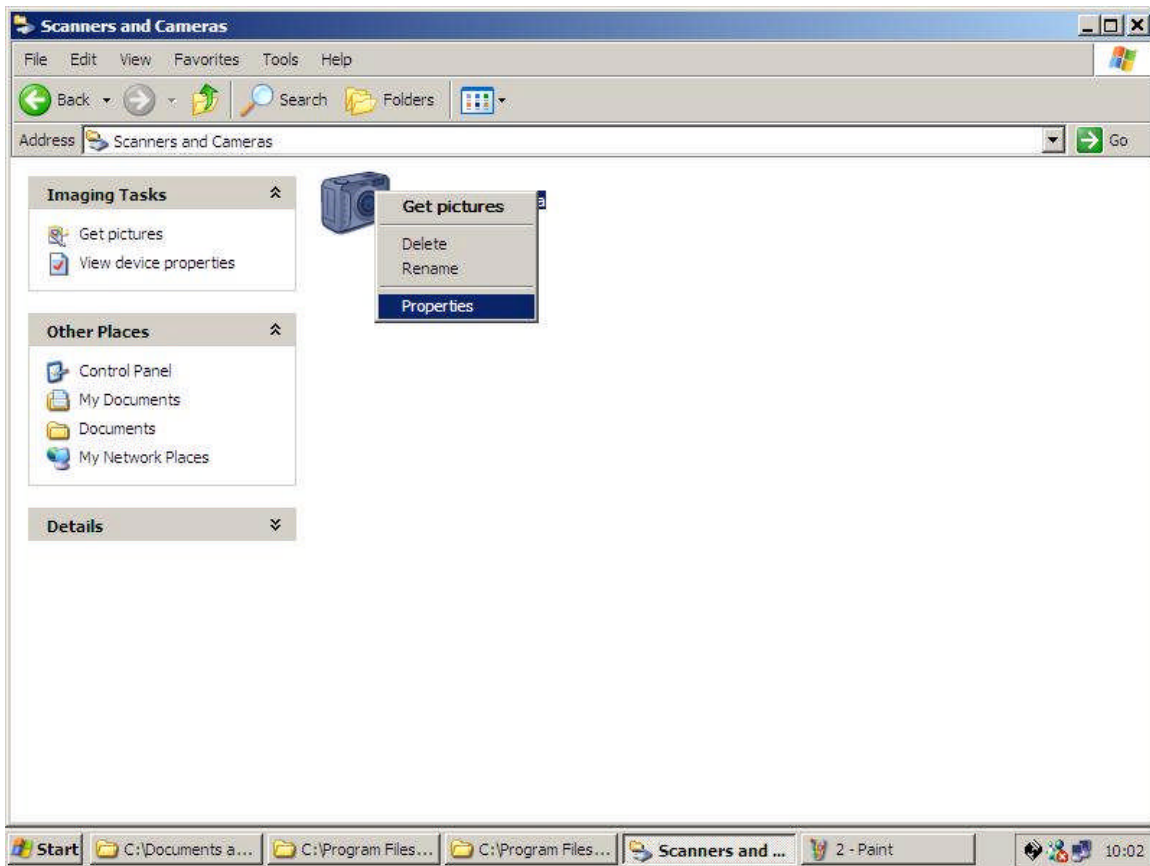 Scanners and Cameras
File Edit View Favorites Tools Help
Back Search Folders
Address Scanners and Cameras Go
Imaging Tasks
Get pictures
View device properties
Other Places
Control Panel
My Documents
Documents
My Network Places
Details
Get pictures
Delete
Rename
Properties
Start C:\Documents a... C:\Program Files... C:\Program Files... Scanners and ... 2 - Paint 10:02